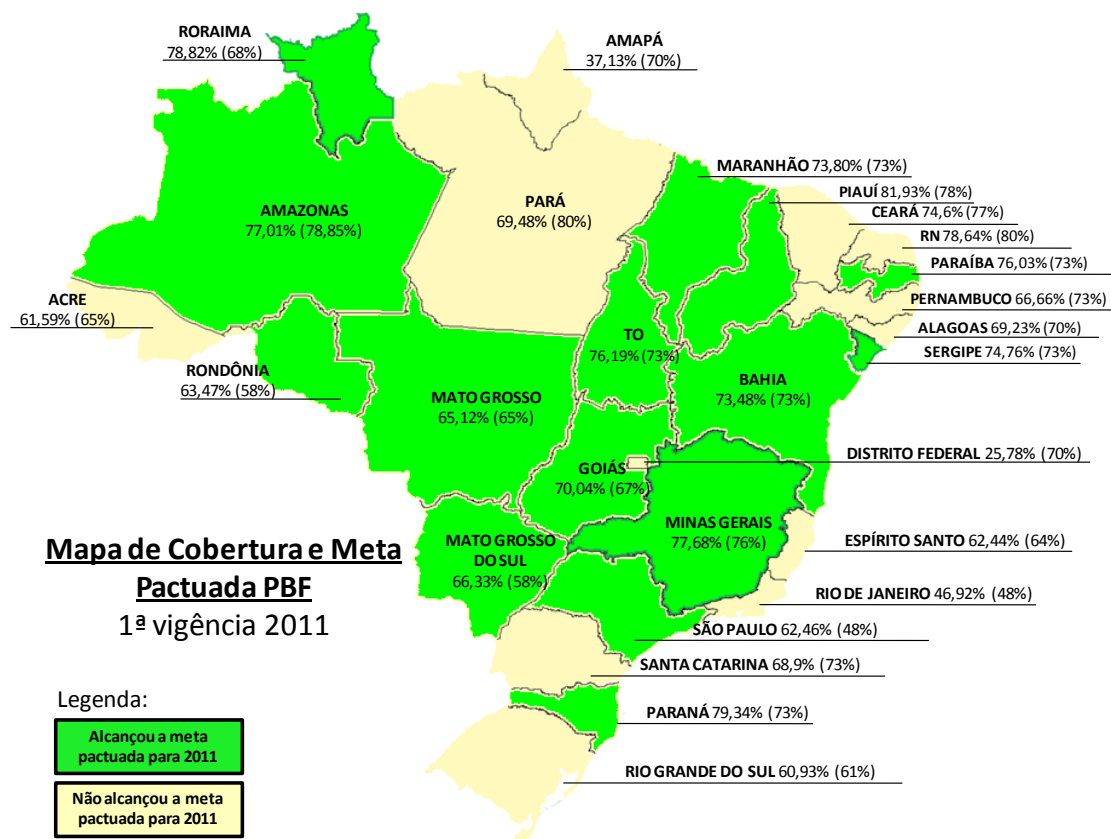 RORAIMA
78,82% (68%)
AMAPÁ
37,13% (70%)
MARANHÃO 73,80% (73%)
PIAUÍ 81,93% (78%)
CEARÁ 74,6% (77%)
RN 78,64% (80%)
PARAÍBA 76,03% (73%)
PERNAMBUCO 66,66% (73%)
ALAGOAS 69,23% (70%)
SERGIPE 74,76% (73%)
PARÁ
69,48% (80%)
AMAZONAS
77,01% (78,85%)
ACRE
61,59% (65%)
RONDÔNIA
63,47% (58%)
TO
76,19% (73%)
MATO GROSSO
65,12% (65%)
BAHIA
73,48% (73%)
DISTRITO FEDERAL 25,78% (70%)
GOIÁS
70,04% (67%)
MINAS GERAIS
77,68% (76%)
ESPÍRITO SANTO 62,44% (64%)
MATO GROSSO
DO SUL
66,33% (58%)
RIO DE JANEIRO 46,92% (48%)
SÃO PAULO 62,46% (48%)
SANTA CATARINA 68,9% (73%)
PARANÁ 79,34% (73%)
RIO GRANDE DO SUL 60,93% (61%)
Mapa de Cobertura e Meta
Pactuada PBF
1ª vigência 2011
Legenda:
Alcançou a meta
pactuada para 2011
Não alcançou a meta
pactuada para 2011